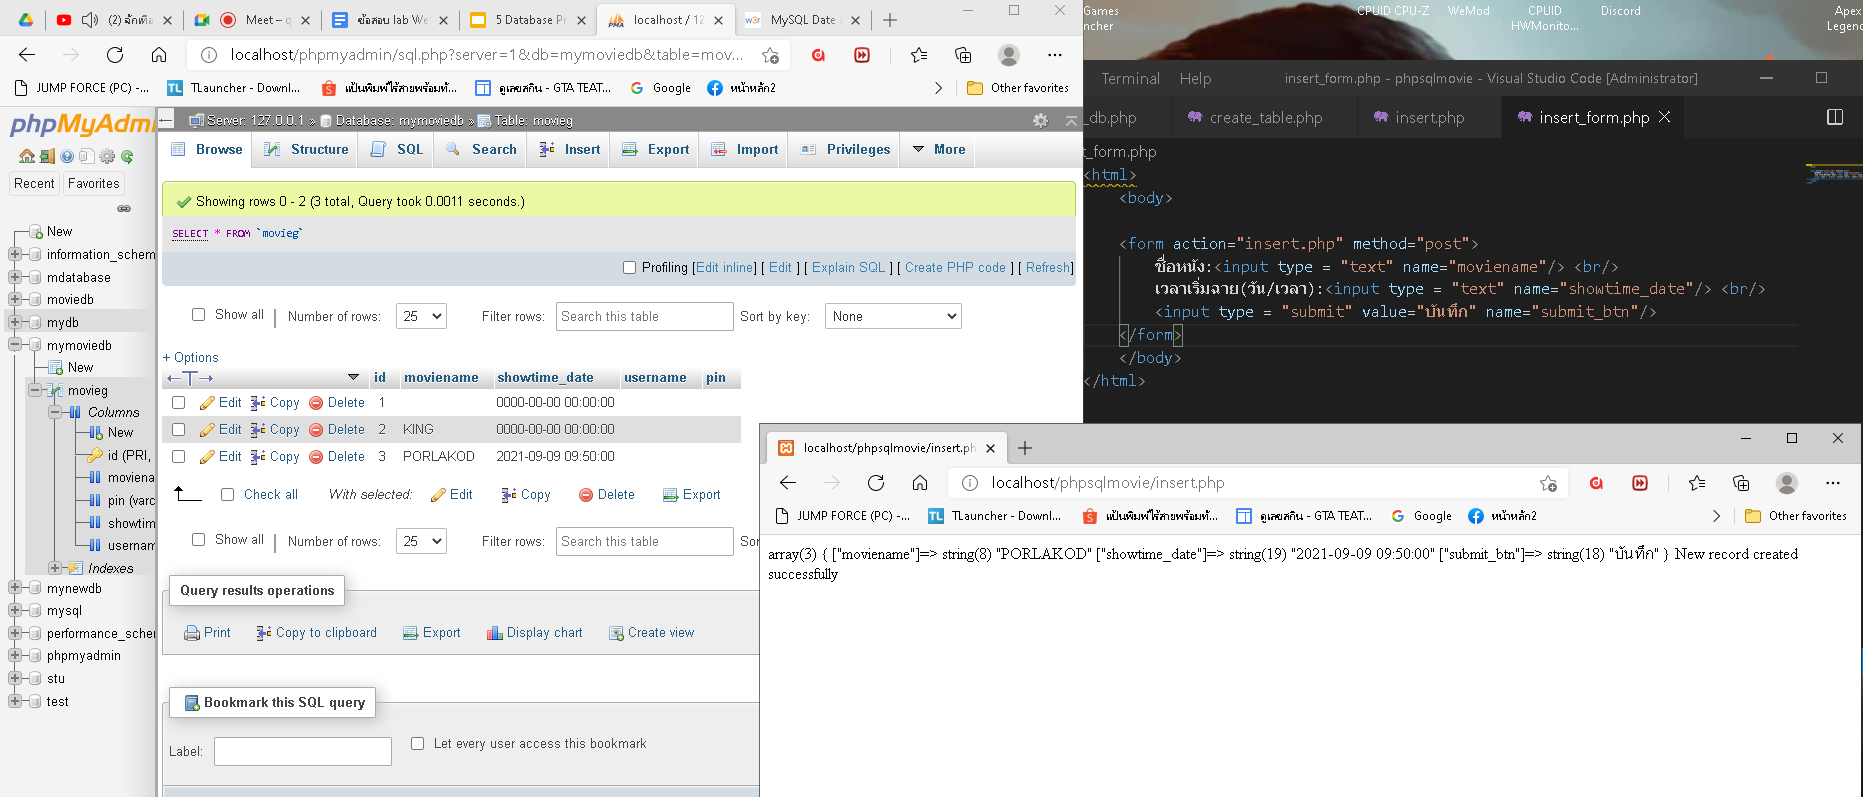 (2) ฉักเทือ
Meet – q
ข้อสอบ lab We
5 Database Pr
localhost / 12
MySQL Date
localhost/phpmyadmin/sql.php?server=1&db=mymoviedb&table=mov...
JUMP FORCE (PC) -...
TLauncher - Downl...
แป้นพิมพ์ไร้สายพร้อมทั...
ดูเลยสกิน - GTA TEAT...
Google
หน้าหลัก2
Other favorites
phpMyAdm
Recent
Favorites
New
information_schem
mdatabase
moviedb
mydb
mymoviedb
New
movieg
Columns
New
id (PRI,
moviena
pin (varc
showtim
usernam
Indexes
mynewdb
mysql
performance_scher
phpmyadmin
stu
test
Server: 127.0.0.1 » Database: mymoviedb » Table: movieg
Browse
Structure
SQL
Search
Insert
Export
Import
Privileges
More
Showing rows 0 - 2 (3 total, Query took 0.0011 seconds.)
SELECT * FROM `movieg`
Profiling [Edit inline] [ Edit ] [ Explain SQL ] [ Create PHP code ] [ Refresh]
Show all | Number of rows: 25 Filter rows: Search this table Sort by key: None
+ Options
id moviename showtime_date username pin
Edit Copy Delete 1 0000-00-00 00:00:00
Edit Copy Delete 2 KING 0000-00-00 00:00:00
Edit Copy Delete 3 PORLAKOD 2021-09-09 09:50:00
Check all With selected: Edit Copy Delete Export
Show all | Number of rows: 25 Filter rows: Search this table Sor
Query results operations
Print Copy to clipboard Export Display chart Create view
Bookmark this SQL query
Label:
Let every user access this bookmark
Games
ncher
CPUID CPU-Z
WeMod
CPUID
HWMonito...
Discord
Apex
Legend
Terminal Help insert_form.php - phpsqlmovie - Visual Studio Code [Administrator]
_db.php
create_table.php
insert.php
insert_form.php
t_form.php
<html>
<body>
<form action="insert.php" method="post">
ชื่อหนัง:<input type = "text" name="moviename"/> <br/>
เวลาเริ่มฉาย(วัน/เวลา):<input type = "text" name="showtime_date"/> <br/>
<input type = "submit" value="บันทึก" name="submit_btn"/>
</form>
</body>
</html>
localhost/phpsqlmovie/insert.ph
localhost/phpsqlmovie/insert.php
JUMP FORCE (PC) -...
TLauncher - Downl...
แป้นพิมพ์ไร้สายพร้อมทั...
ดูเลยสกิน - GTA TEAT...
Google
หน้าหลัก2
Other favorites
array(3) { ["moviename"]=> string(8) "PORLAKOD" ["showtime_date"]=> string(19) "2021-09-09 09:50:00" ["submit_btn"]=> string(18) "บันทึก" } New record created
successfully